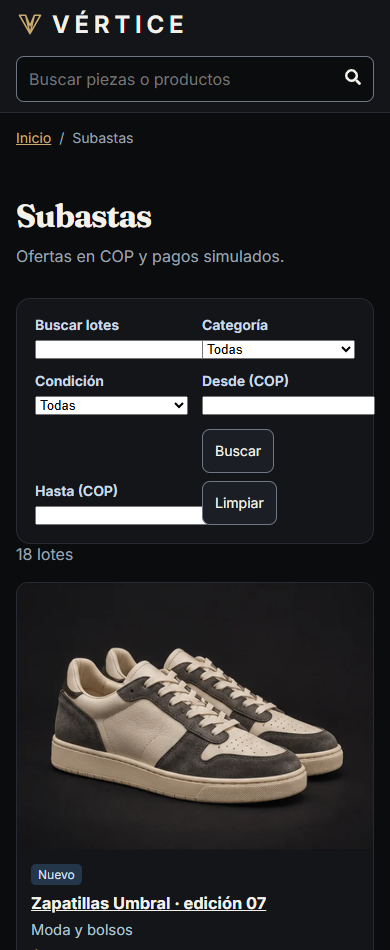 VÉRTICE
Buscar piezas o productos
Inicio / Subastas
Subastas
Ofertas en COP y pagos simulados.
Buscar lotes
Categoría
Todas
Condición
Todas
Desde (COP)
Buscar
Hasta (COP)
Limpiar
18 lotes
Nuevo
Zapatillas Umbral · edición 07
Moda y bolsos